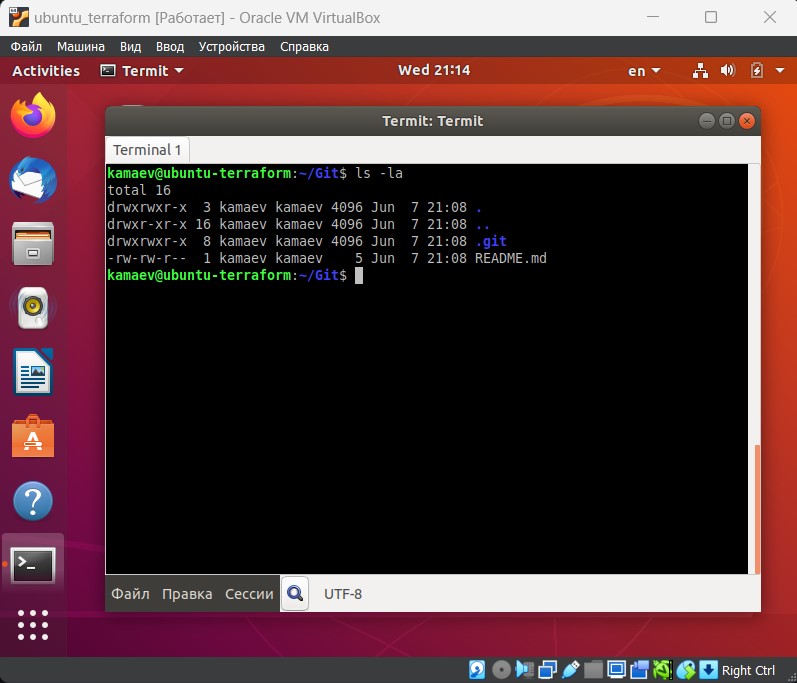 ubuntu_terraform [Работает] - Oracle VM VirtualBox
Файл Машина Вид Ввод Устройства Справка
Activities Termit Wed 21:14 en
Termit: Termit
Terminal 1
kamaev@ubuntu-terraform:~/Git$ ls -la
total 16
drwxrwxr-x  3 kamaev kamaev 4096 Jun  7 21:08 .
drwxr-xr-x 16 kamaev kamaev 4096 Jun  7 21:08 ..
drwxrwxr-x  8 kamaev kamaev 4096 Jun  7 21:08 .git
-rw-rw-r--  1 kamaev kamaev    5 Jun  7 21:08 README.md
kamaev@ubuntu-terraform:~/Git$
Файл Правка Сессии UTF-8
Right Ctrl